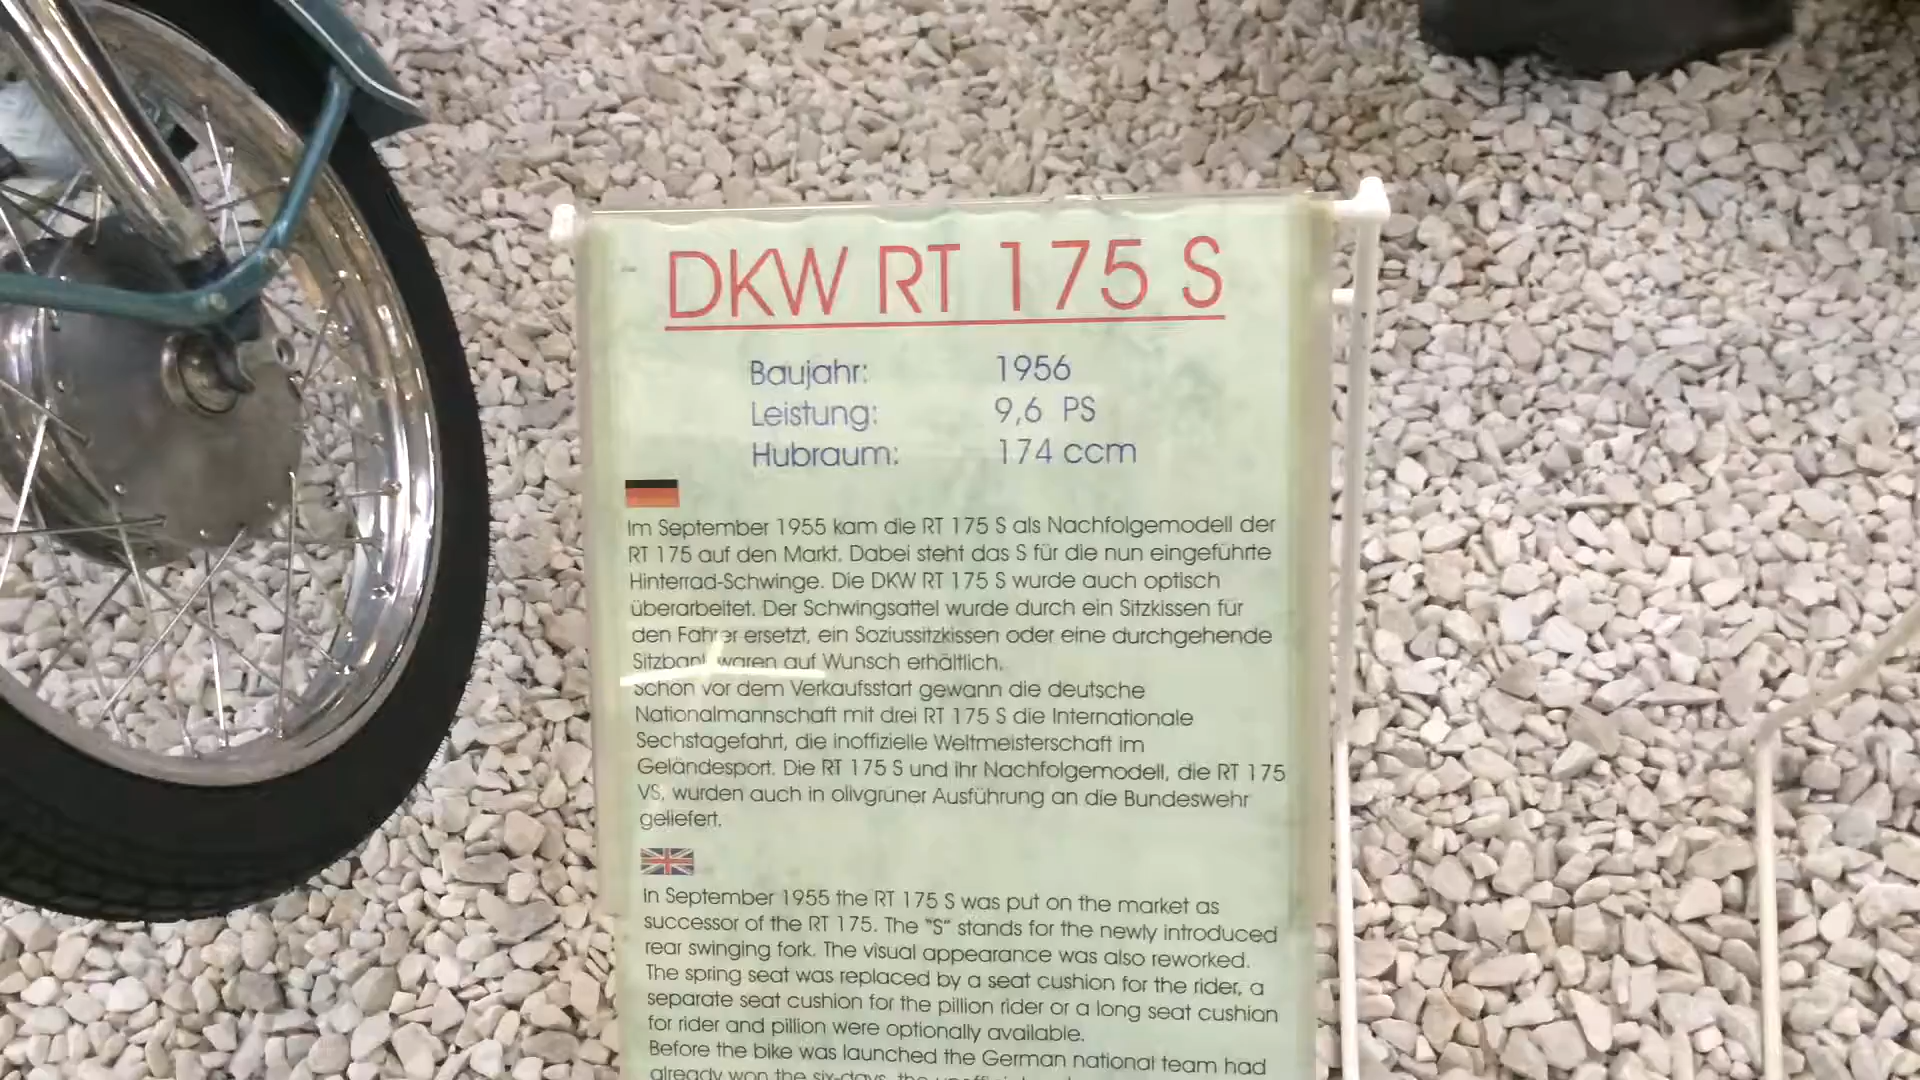 DKW RT 175 S
Baujahr: 1956
Leistung: 9,6 PS
Hubraum: 174 ccm
Im September 1955 kam die RT 175 S als Nachfolgemodell der
RT 175 auf den Markt. Dabei steht das S für die nun eingeführte
Hinterrad-Schwinge. Die DKW RT 175 S wurde auch optisch
überarbeitet. Der Schwingsattel wurde durch ein Sitzkissen für
den Fahrer ersetzt, ein Soziussitzkissen oder eine durchgehende
Sitzbank waren auf Wunsch erhältlich.
Schon vor dem Verkaufsstart gewann die deutsche
Nationalmannschaft mit drei RT 175 S die Internationale
Sechstagefahrt, die inoffizielle Weltmeisterschaft im
Geländesport. Die RT 175 S und ihr Nachfolgemodell, die RT 175
VS, wurden auch in olivgrüner Ausführung an die Bundeswehr
geliefert.
In September 1955 the RT 175 S was put on the market as
successor of the RT 175. The "S" stands for the newly introduced
rear swinging fork. The visual appearance was also reworked.
The spring seat was replaced by a seat cushion for the rider, a
separate seat cushion for the pillion rider or a long seat cushion
for rider and pillion were optionally available.
Before the bike was launched the German national team had
already won the six-days, the